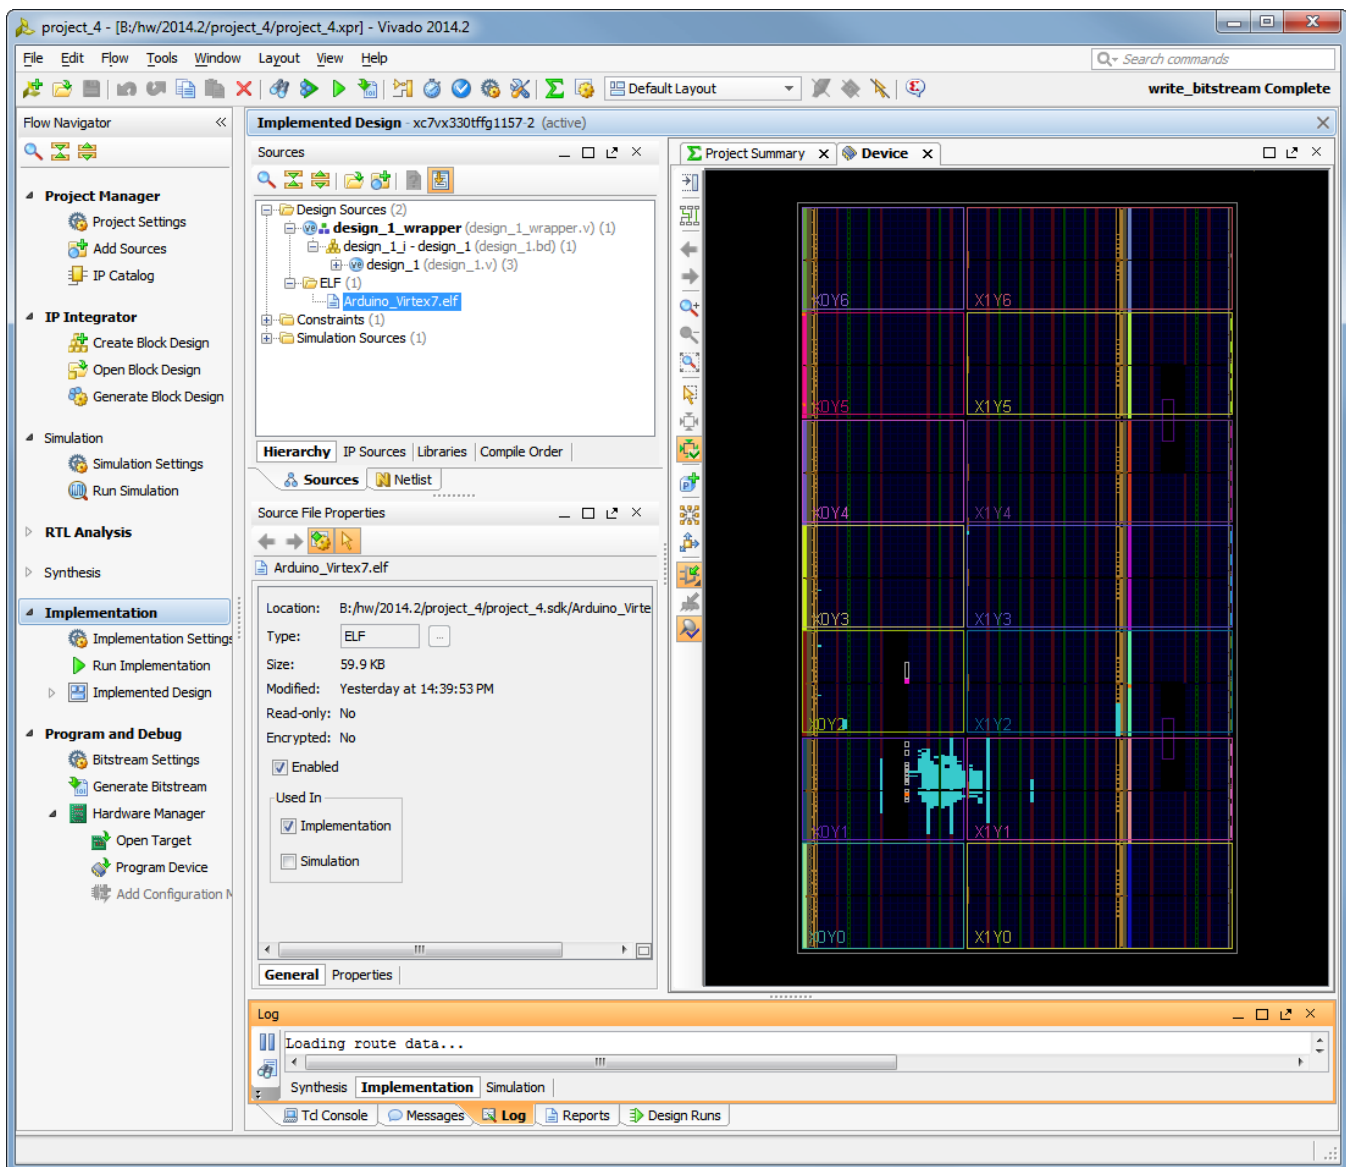 project_4 - [B:/hw/2014.2/project_4/project_4.xpr] - Vivado 2014.2
File Edit Flow Tools Window Layout View Help
Search commands
Default Layout
write_bitstream Complete
Flow Navigator
Project Manager
Project Settings
Add Sources
IP Catalog
IP Integrator
Create Block Design
Open Block Design
Generate Block Design
Simulation
Simulation Settings
Run Simulation
RTL Analysis
Synthesis
Implementation
Implementation Settings
Run Implementation
Implemented Design
Program and Debug
Bitstream Settings
Generate Bitstream
Hardware Manager
Open Target
Program Device
Add Configuration M
Implemented Design - xc7vx330tffg1157-2 (active)
Sources
Design Sources (2)
design_1_wrapper (design_1_wrapper.v) (1)
design_1_i - design_1 (design_1.bd) (1)
design_1 (design_1.v) (3)
ELF (1)
Arduino_Virtex7.elf
Constraints (1)
Simulation Sources (1)
Hierarchy IP Sources Libraries Compile Order
Sources Netlist
Source File Properties
Arduino_Virtex7.elf
Location: B:/hw/2014.2/project_4/project_4.sdk/Arduino_Virte
Type: ELF ...
Size: 59.9 KB
Modified: Yesterday at 14:39:53 PM
Read-only: No
Encrypted: No
Enabled
Used In
Implementation
Simulation
General Properties
Project Summary Device
X0Y6 X1Y6
X0Y5 X1Y5
X0Y4 X1Y4
X0Y3 X1Y3
X0Y2 X1Y2
X0Y1 X1Y1
X0Y0 X1Y0
Log
Loading route data...
Synthesis Implementation Simulation
Tcl Console Messages Log Reports Design Runs